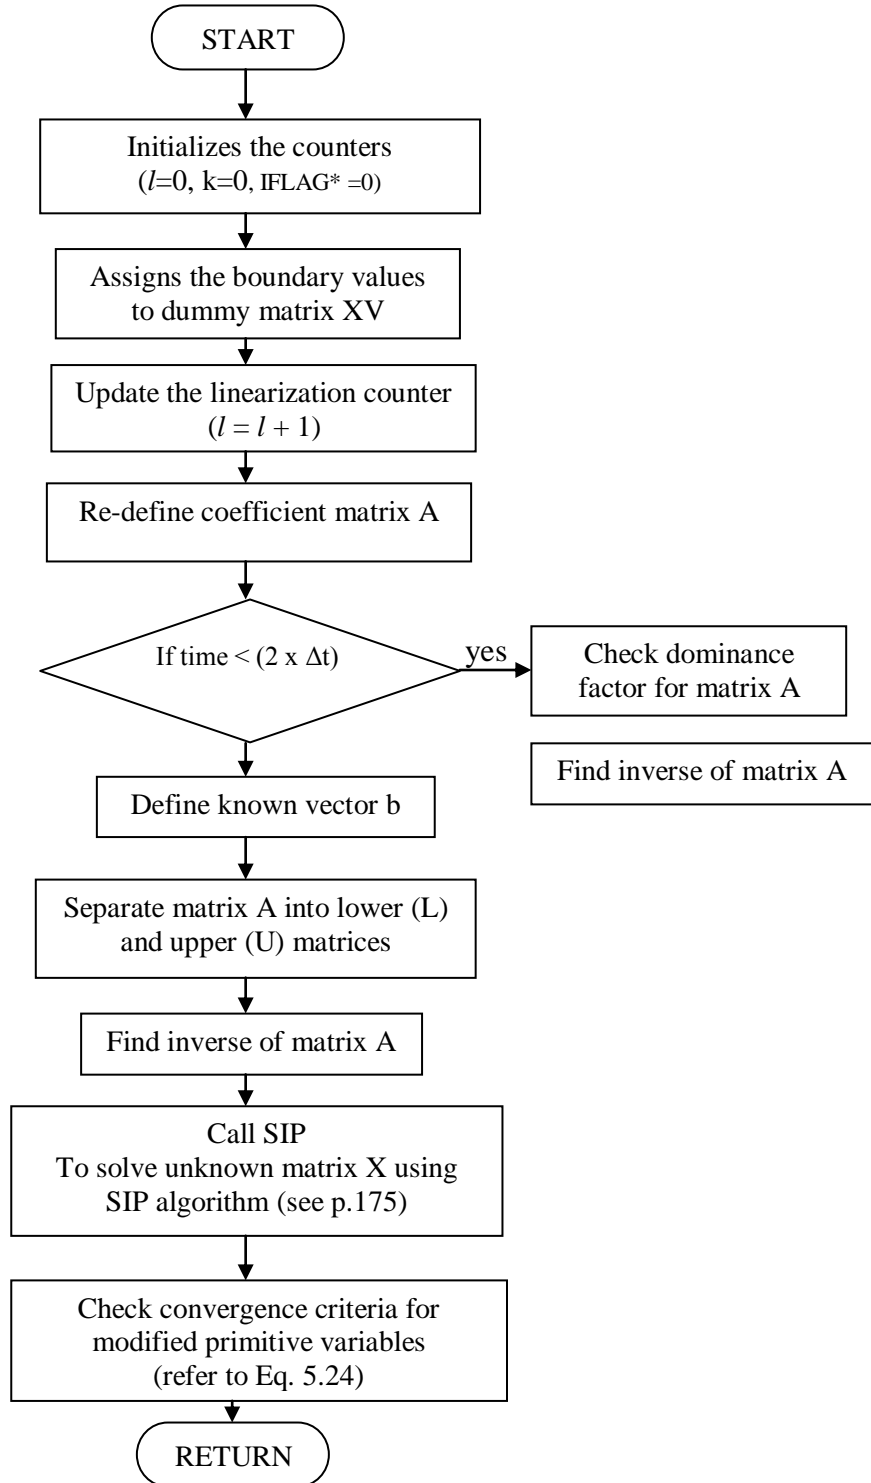 START
Initializes the counters
(l=0, k=0, IFLAG* =0)
Assigns the boundary values
to dummy matrix XV
Update the linearization counter
(l = l + 1)
Re-define coefficient matrix A
If time < (2 x Δt)
yes
Check dominance
factor for matrix A
Find inverse of matrix A
Define known vector b
Separate matrix A into lower (L)
and upper (U) matrices
Find inverse of matrix A
Call SIP
To solve unknown matrix X using
SIP algorithm (see p.175)
Check convergence criteria for
modified primitive variables
(refer to Eq. 5.24)
RETURN